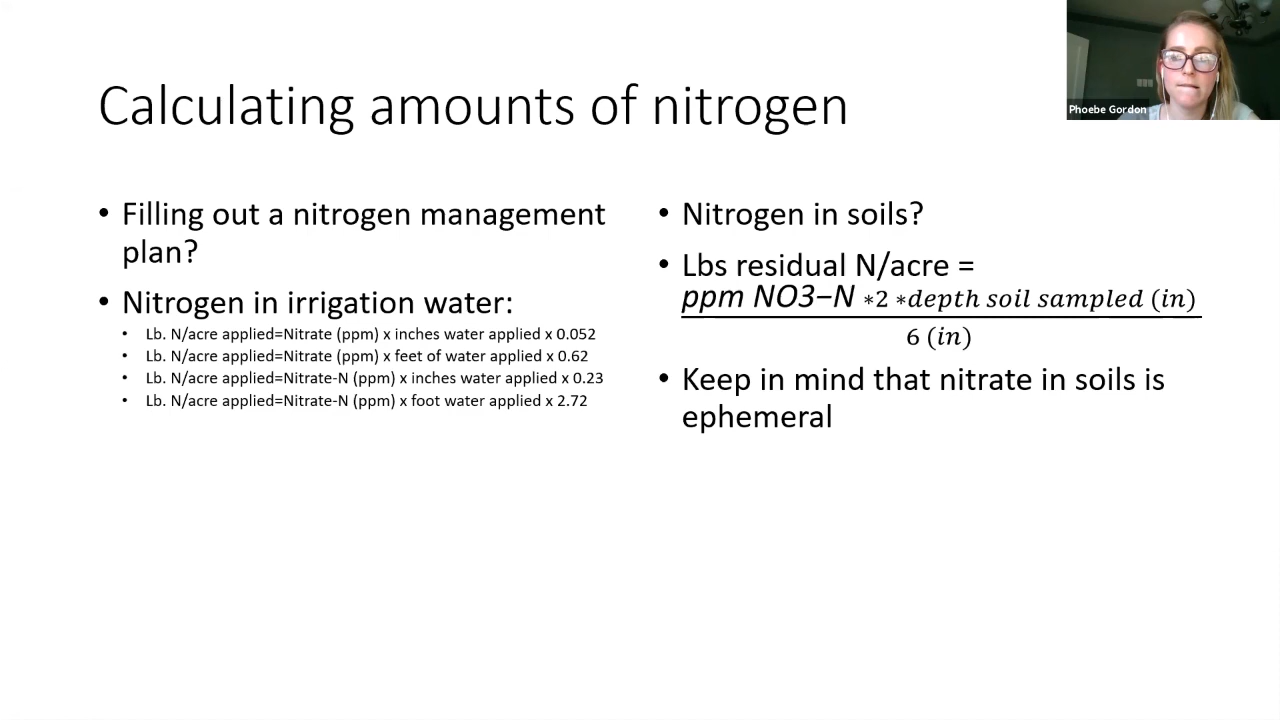 Calculating amounts of nitrogen
Phoebe Gordon
• Filling out a nitrogen management
plan?
• Nitrogen in irrigation water:
• Lb. N/acre applied=Nitrate (ppm) x inches water applied x 0.052
• Lb. N/acre applied=Nitrate (ppm) x feet of water applied x 0.62
• Lb. N/acre applied=Nitrate-N (ppm) x inches water applied x 0.23
• Lb. N/acre applied=Nitrate-N (ppm) x foot water applied x 2.72
• Nitrogen in soils?
• Lbs residual N/acre =
ppm NO3−N *2 *depth soil sampled (in)
6 (in)
• Keep in mind that nitrate in soils is
ephemeral